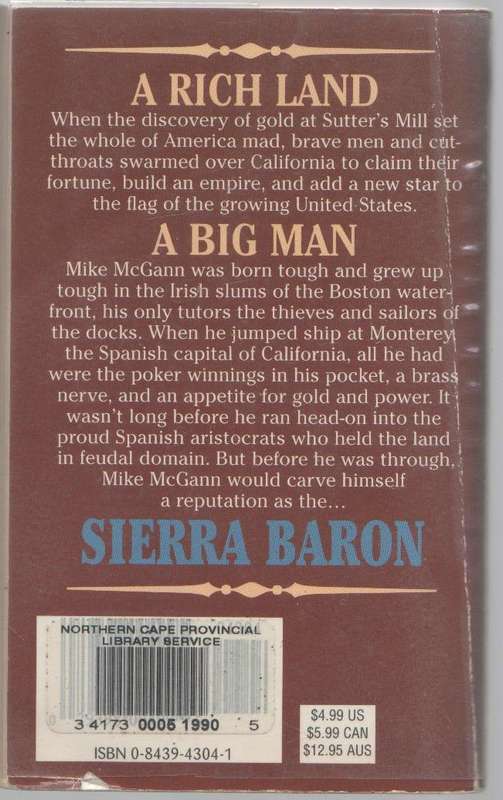 A RICH LAND
When the discovery of gold at Sutter's Mill set
the whole of America mad, brave men and cut-
throats swarmed over California to claim their
fortune, build an empire, and add a new star to
the flag of the growing United States.
A BIG MAN
Mike McGann was born tough and grew up
tough in the Irish slums of the Boston water-
front, his only tutors the thieves and sailors of
the docks. When he jumped ship at Monterey,
the Spanish capital of California, all he had
were the poker winnings in his pocket, a brass
nerve, and an appetite for gold and power. It
wasn't long before he ran head-on into the
proud Spanish aristocrats who held the land
in feudal domain. But before he was through,
Mike McGann would carve himself
a reputation as the...
SIERRA BARON
NORTHERN CAPE PROVINCIAL
LIBRARY SERVICE
3 4173 0005 1990 5
ISBN 0-8439-4304-1
$4.99 US
$5.99 CAN
$12.95 AUS